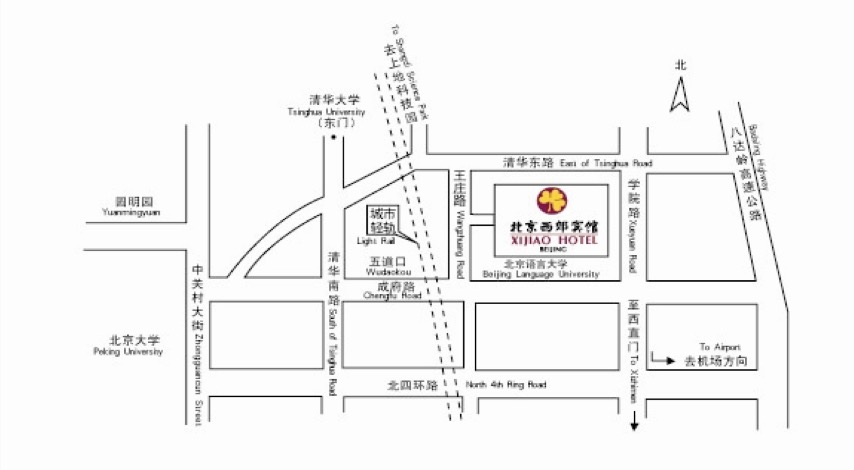 To Shangdi Science Park
去上地科技园
北
清华大学
Tsinghua University
(东门)
八达岭高速公路
Badaling Highway
清华东路 East of Tsinghua Road
圆明园
Yuanmingyuan
王庄路 Wangzhuang Road
学院路 Xueyuan Road
城市
轻轨
Light Rail
北京西郊宾馆
XIJIAO HOTEL
BEIJING
五道口
Wudaokou
北京语言大学
Beijing Language University
中关村大街 Zhongguancun Street
清华南路 South of Tsinghua Road
成府路
Chengfu Road
至西直门 To Xizhimen
北京大学
Peking University
To Airport
去机场方向
北四环路 North 4th Ring Road